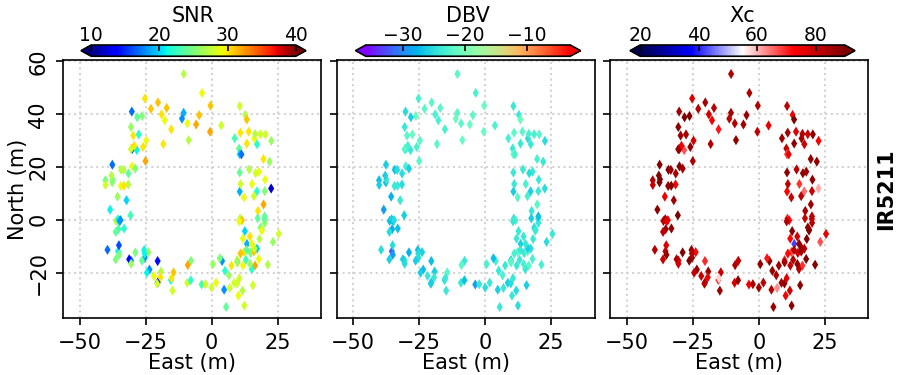 SNR DBV Xc
10 20 30 40 −30 −20 −10 20 40 60 80
60
40
20
0
−20
North (m)
IR5211
−50 −25 0 25 −50 −25 0 25 −50 −25 0 25
East (m) East (m) East (m)